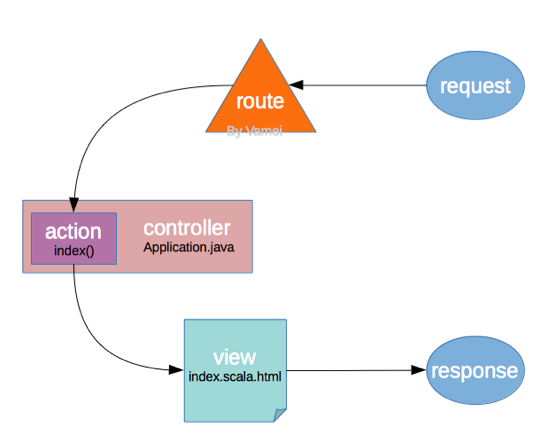 route
request
By Vamei
action
index()
controller
Application.java
view
index.scala.html
response